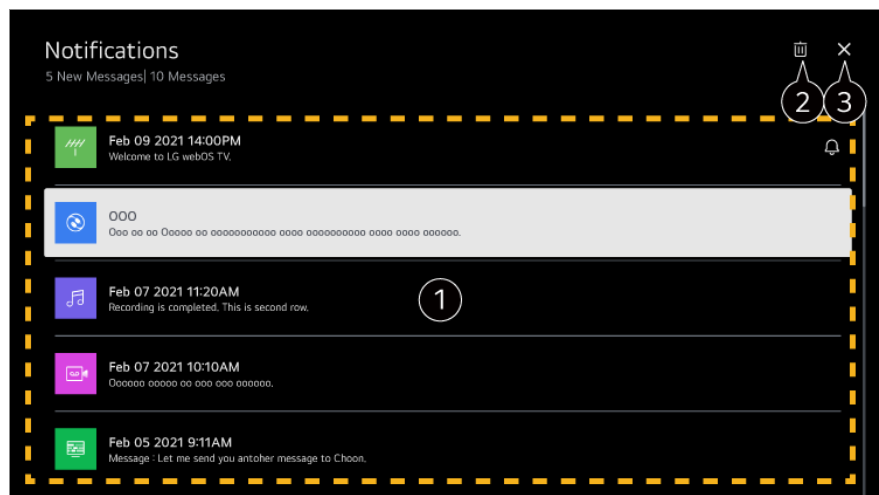 Notifications
5 New Messages| 10 Messages
2
3
Feb 09 2021 14:00PM
Welcome to LG webOS TV.
OOO
Ooo oo oo Ooooo oo ooooooooooo oooo oooooooooo oooo oooo oooooo.
Feb 07 2021 11:20AM
Recording is completed. This is second row.
1
Feb 07 2021 10:10AM
Oooooo ooooo oo ooo ooo oooooo.
Feb 05 2021 9:11AM
Message : Let me send you antoher message to Choon.